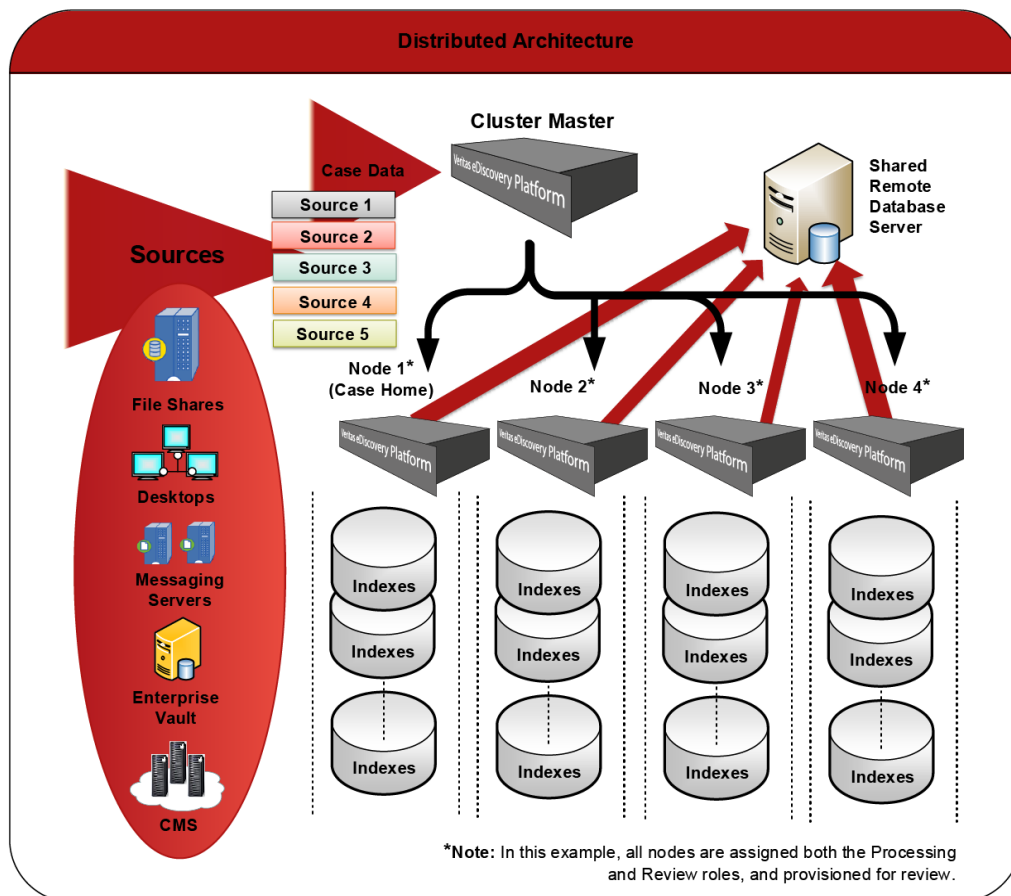 Distributed Architecture
Cluster Master
Veritas eDiscovery Platform
Case Data
Source 1
Source 2
Source 3
Source 4
Source 5
Sources
Shared
Remote
Database
Server
File Shares
Desktops
Messaging
Servers
Enterprise
Vault
CMS
Node 1*
(Case Home)
Node 2*
Node 3*
Node 4*
Veritas eDiscovery Platform
Veritas eDiscovery Platform
Veritas eDiscovery Platform
Veritas eDiscovery Platform
Indexes
Indexes
Indexes
Indexes
Indexes
Indexes
Indexes
Indexes
Indexes
Indexes
Indexes
Indexes
*Note: In this example, all nodes are assigned both the Processing
and Review roles, and provisioned for review.